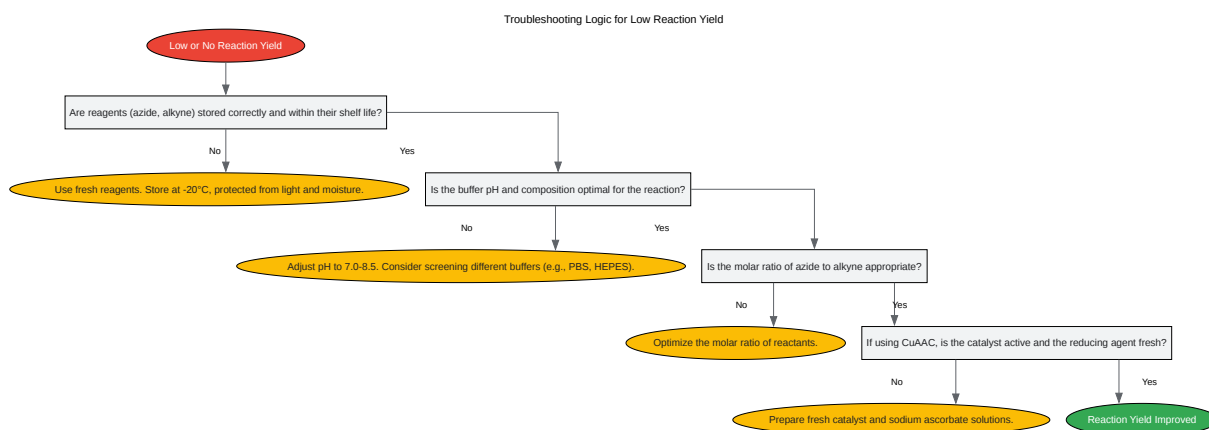 Troubleshooting Logic for Low Reaction Yield
Low or No Reaction Yield
Are reagents (azide, alkyne) stored correctly and within their shelf life?
No
Yes
Use fresh reagents. Store at -20°C, protected from light and moisture.
Is the buffer pH and composition optimal for the reaction?
No
Yes
Adjust pH to 7.0-8.5. Consider screening different buffers (e.g., PBS, HEPES).
Is the molar ratio of azide to alkyne appropriate?
No
Yes
Optimize the molar ratio of reactants.
If using CuAAC, is the catalyst active and the reducing agent fresh?
No
Yes
Prepare fresh catalyst and sodium ascorbate solutions.
Reaction Yield Improved